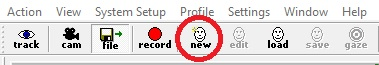 Action View System Setup Profile Settings Window Help
track cam file record new edit load save gaze